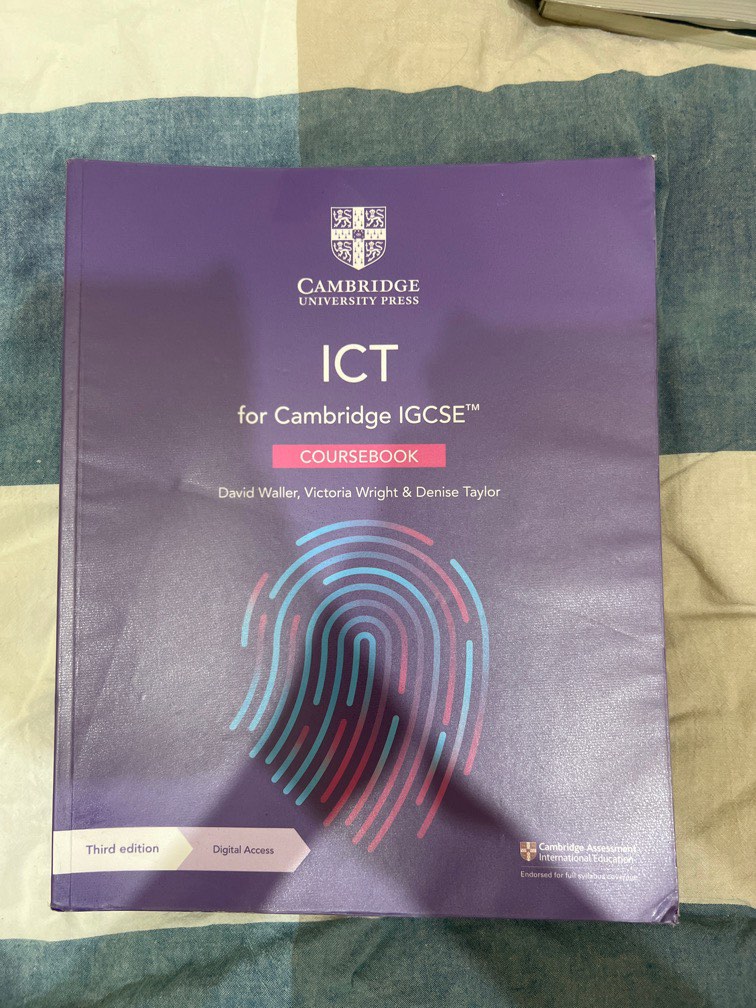 CAMBRIDGE
UNIVERSITY PRESS
ICT
for Cambridge IGCSE™
COURSEBOOK
David Waller, Victoria Wright & Denise Taylor
Third edition
Digital Access
Cambridge Assessment
International Education
Endorsed for full syllabus coverage